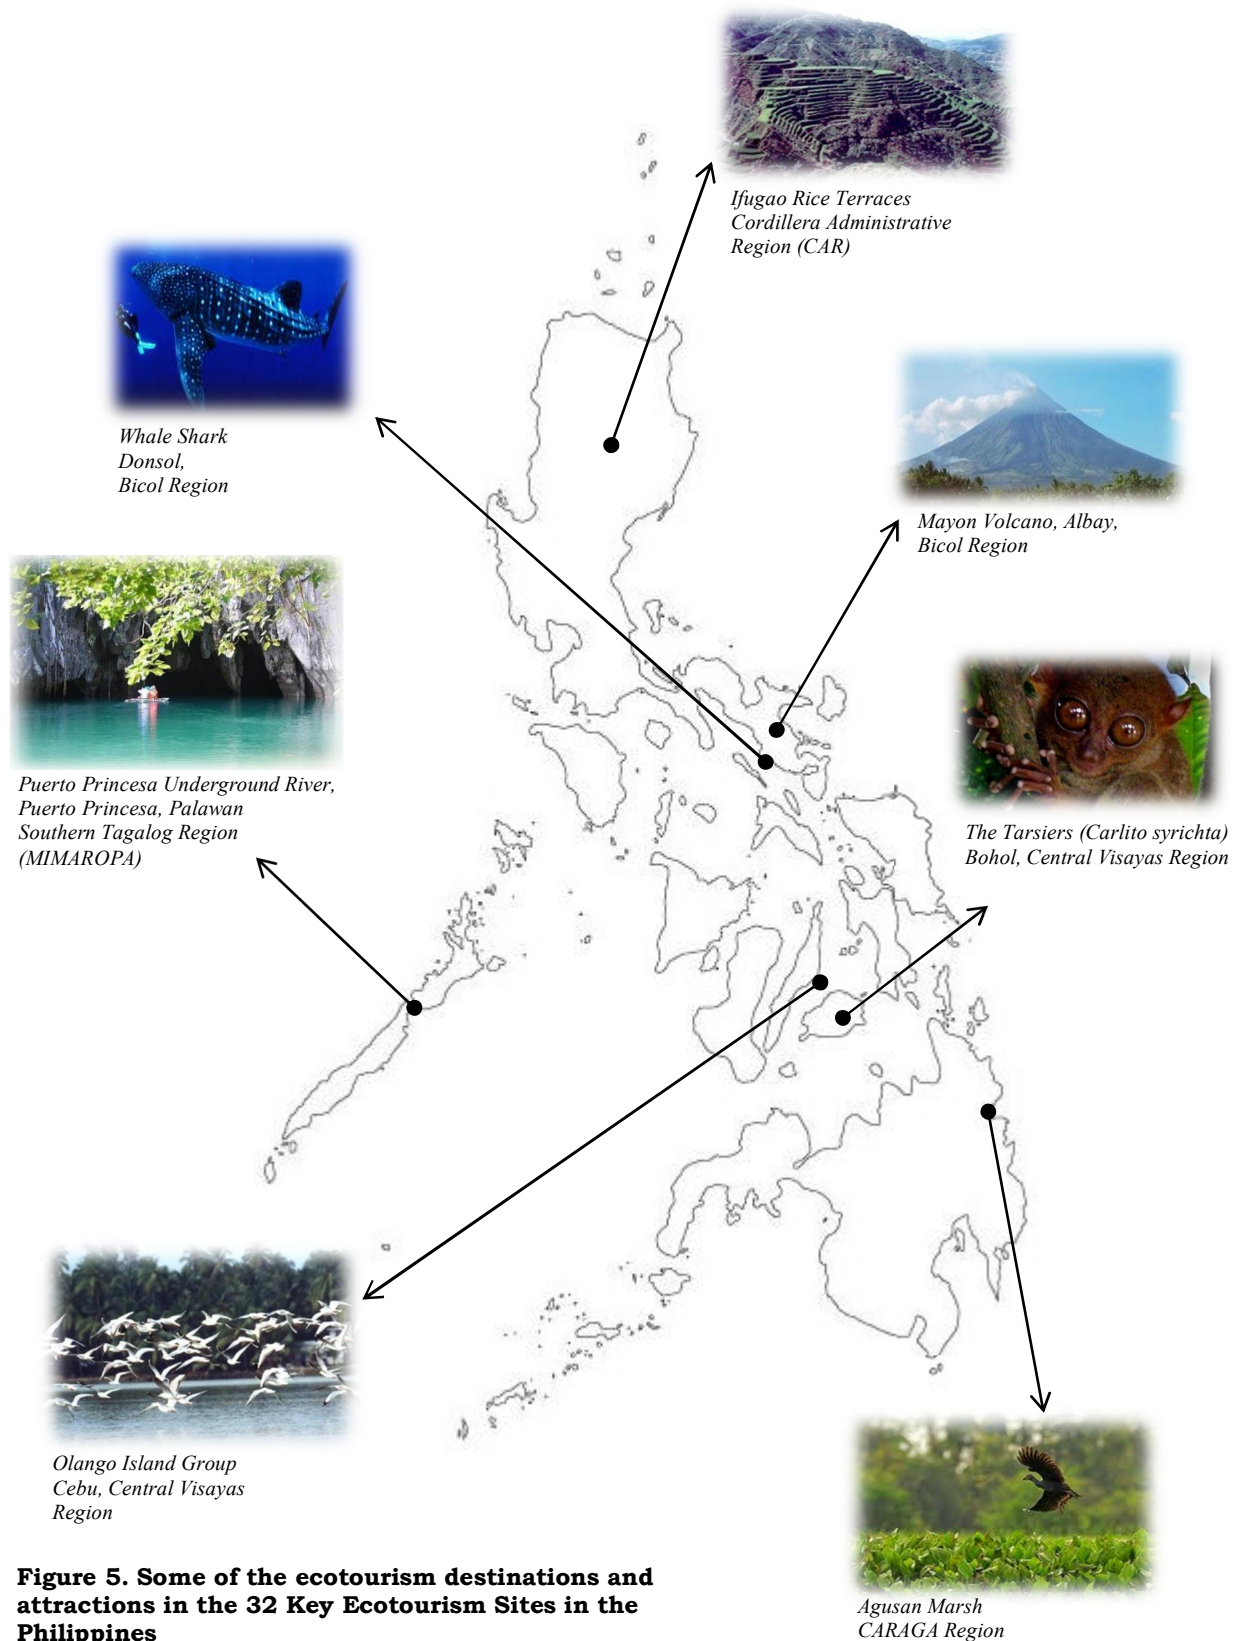 Ifugao Rice Terraces
Cordillera Administrative
Region (CAR)
Whale Shark
Donsol,
Bicol Region
Mayon Volcano, Albay,
Bicol Region
Puerto Princesa Underground River,
Puerto Princesa, Palawan
Southern Tagalog Region
(MIMAROPA)
The Tarsiers (Carlito syrichta)
Bohol, Central Visayas Region
Olango Island Group
Cebu, Central Visayas
Region
Agusan Marsh
CARAGA Region
Figure 5. Some of the ecotourism destinations and
attractions in the 32 Key Ecotourism Sites in the
Philippines